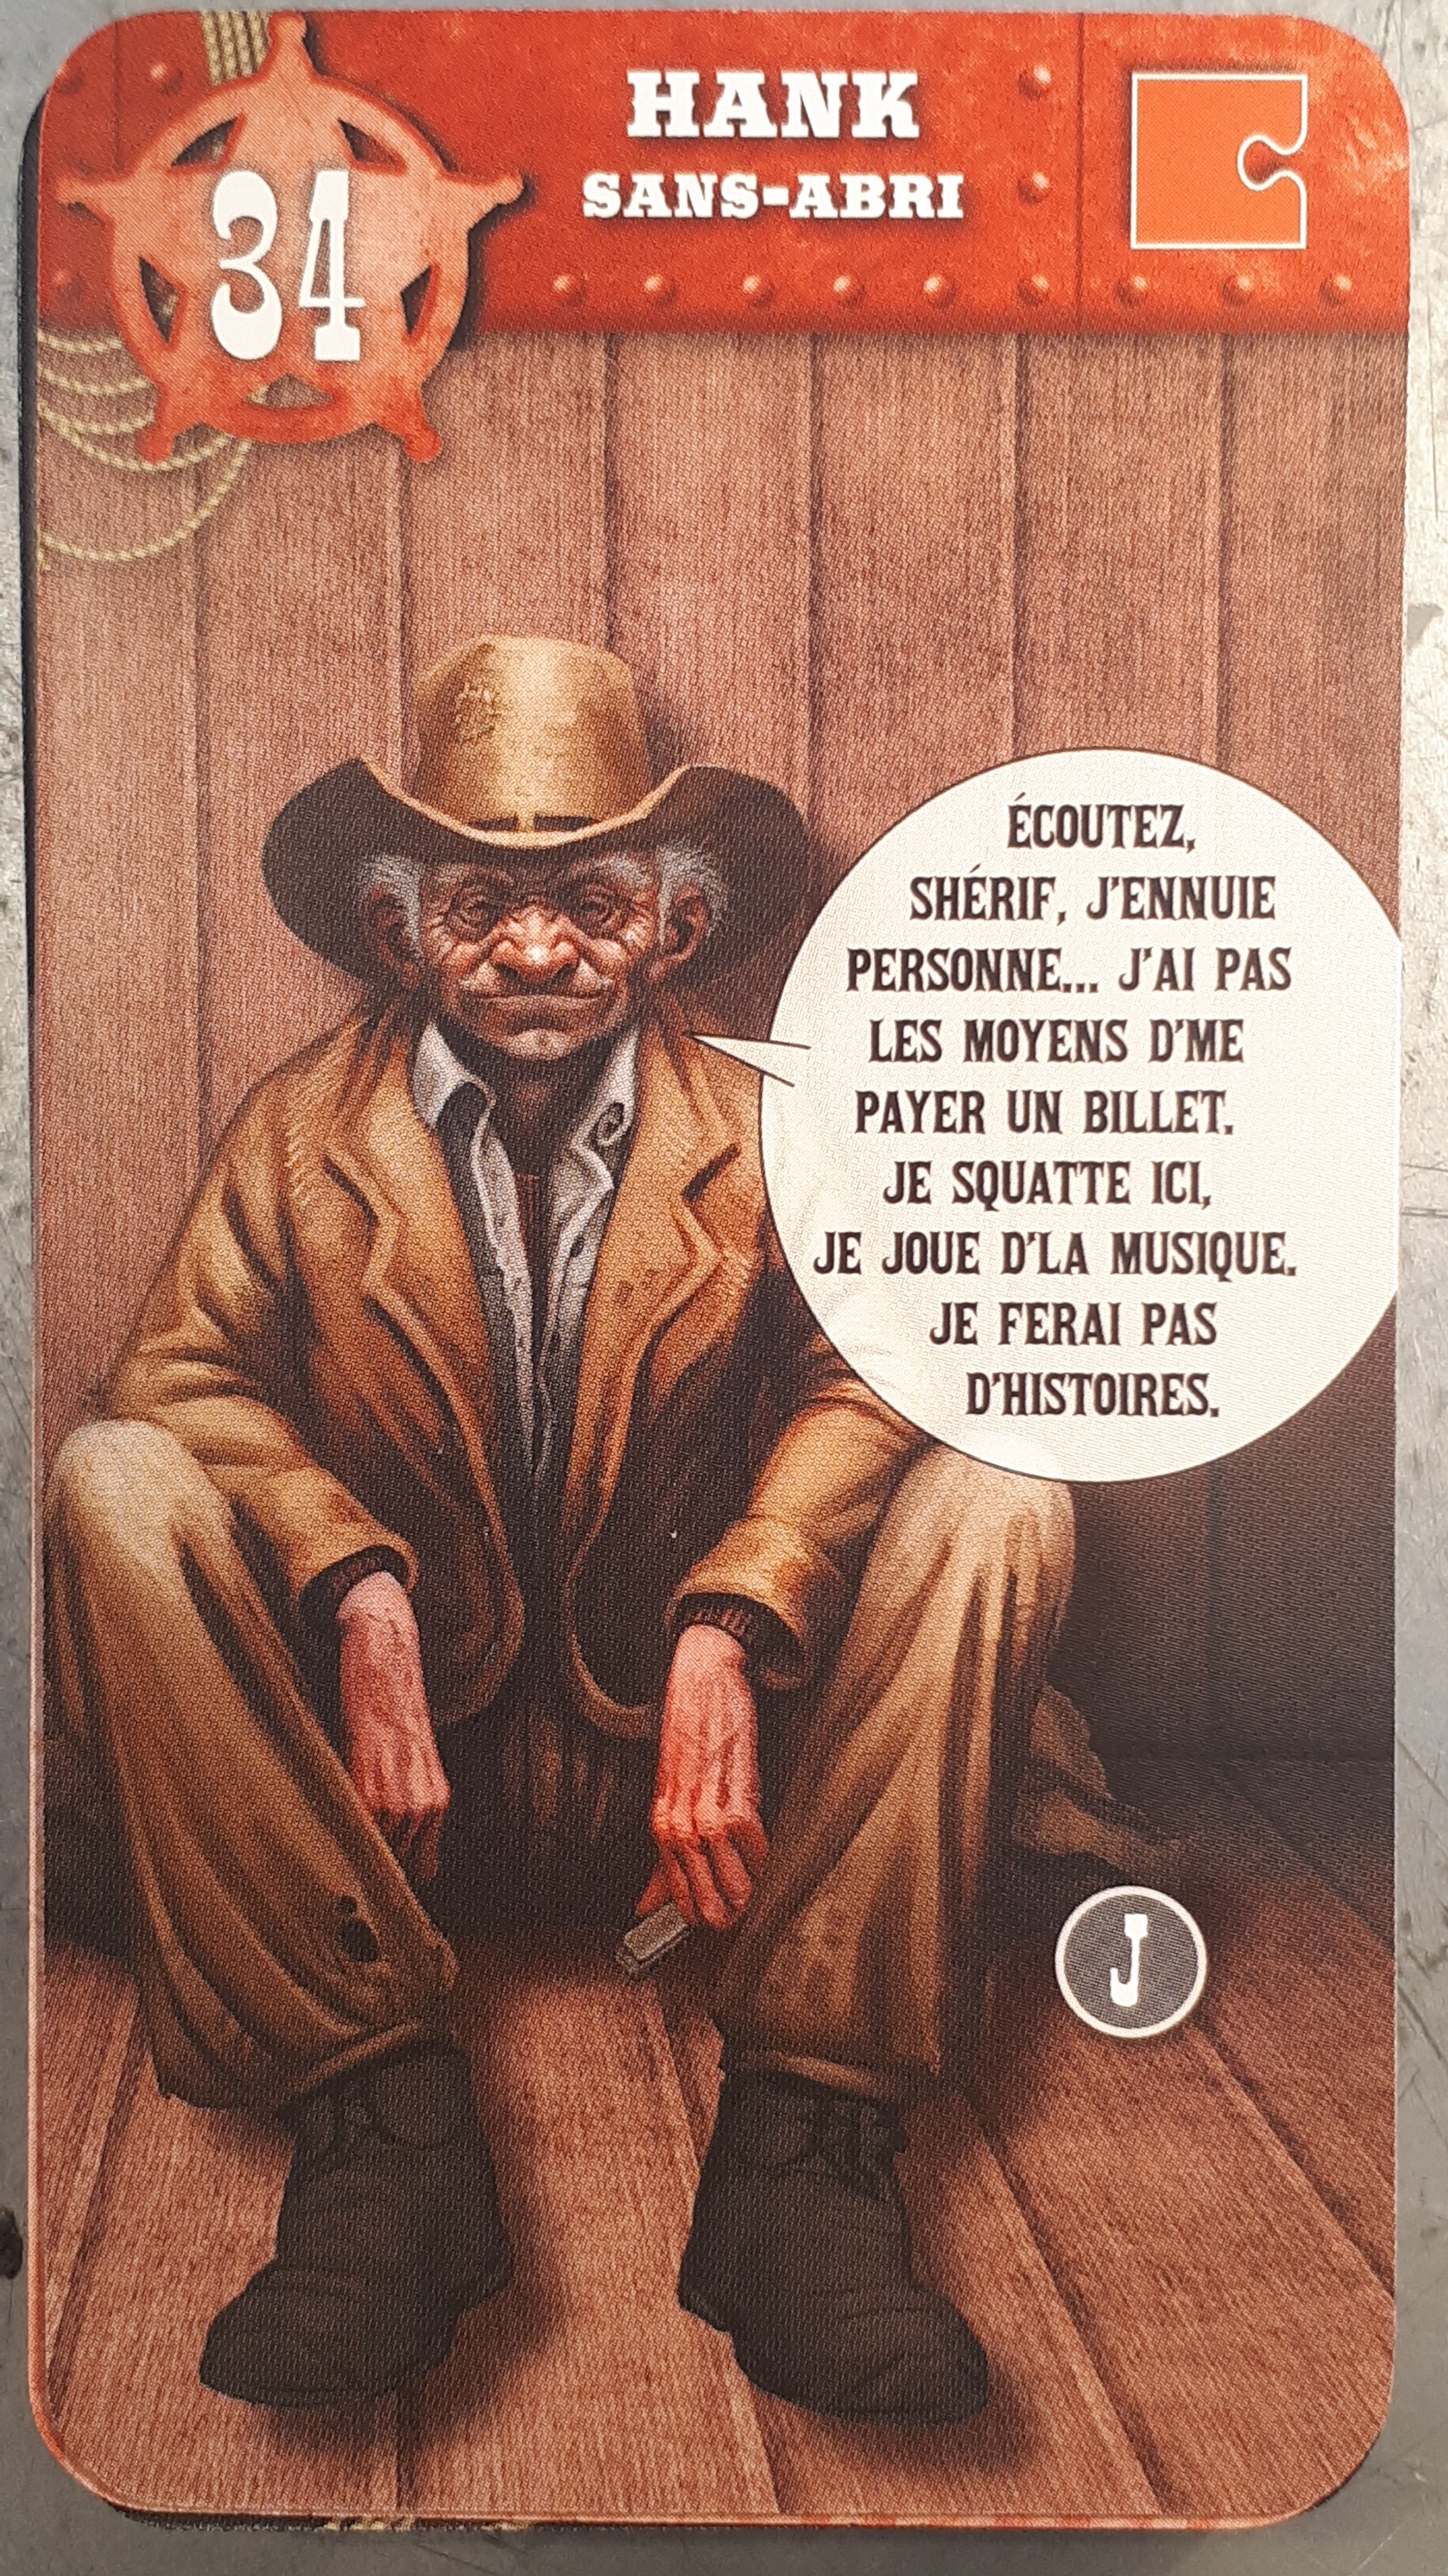 34
HANK
SANS-ABRI
ÉCOUTEZ,
SHÉRIF, J'ENNUIE
PERSONNE... J'AI PAS
LES MOYENS D'ME
PAYER UN BILLET.
JE SQUATTE ICI,
JE JOUE D'LA MUSIQUE.
JE FERAI PAS
D'HISTOIRES.
J